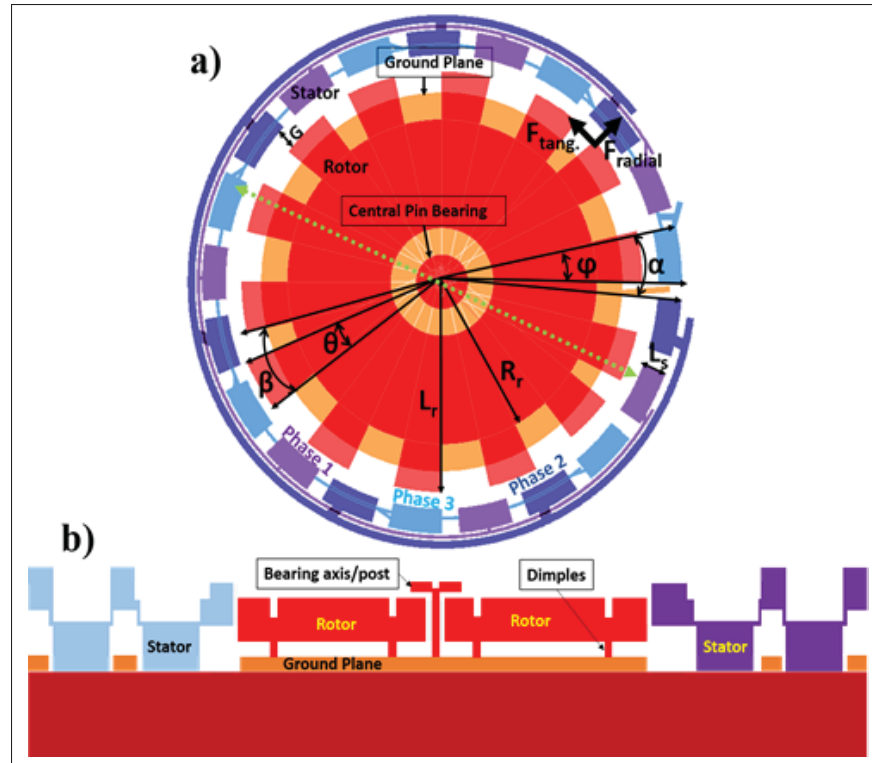 a)
Ground Plane
Stator
G
F tang.
F radial
Rotor
Central Pin Bearing
φ
α
θ
β
L r
R r
L s
Phase 1
Phase 3
Phase 2
b)
Bearing axis/post
Dimples
Rotor
Rotor
Stator
Stator
Ground Plane